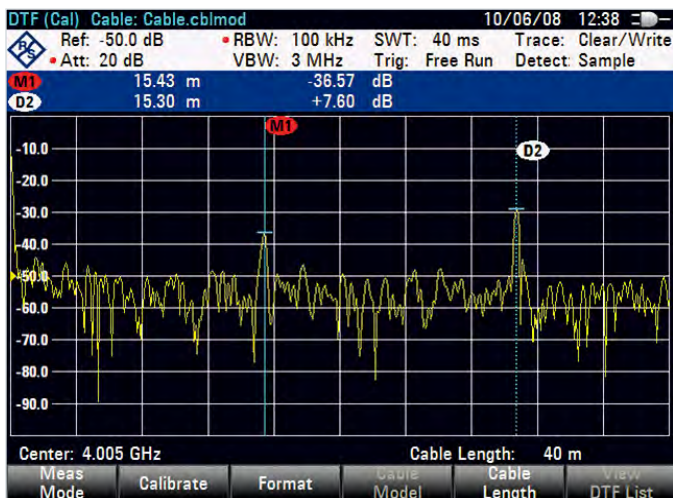 DTF (Cal) Cable: Cable.cblmod 10/06/08 12:38
R&S Ref: -50.0 dB RBW: 100 kHz SWT: 40 ms Trace: Clear/Write
Att: 20 dB VBW: 3 MHz Trig: Free Run Detect: Sample
M1 15.43 m -36.57 dB
D2 15.30 m +7.60 dB
M1
D2
-10.0
-20.0
-30.0
-40.0
-50.0
-60.0
-70.0
-80.0
-90.0
Center: 4.005 GHz Cable Length: 40 m
Meas Mode
Calibrate
Format
Cable Model
Cable Length
View DTF List